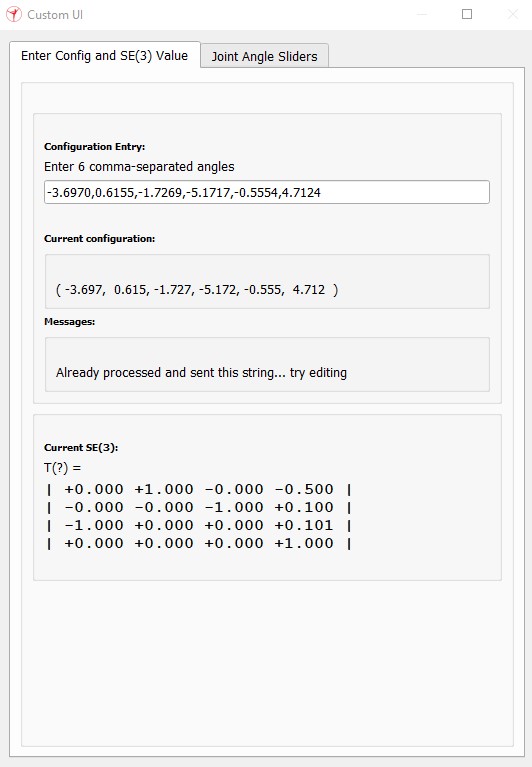 Custom UI
Enter Config and SE(3) Value
Joint Angle Sliders
Configuration Entry:
Enter 6 comma-separated angles
-3.6970,0.6155,-1.7269,-5.1717,-0.5554,4.7124
Current configuration:
( -3.697,  0.615, -1.727, -5.172, -0.555,  4.712  )
Messages:
Already processed and sent this string... try editing
Current SE(3):
T(?) =
| +0.000 +1.000 -0.000 -0.500 |
| -0.000 -0.000 -1.000 +0.100 |
| -1.000 +0.000 +0.000 +0.101 |
| +0.000 +0.000 +0.000 +1.000 |